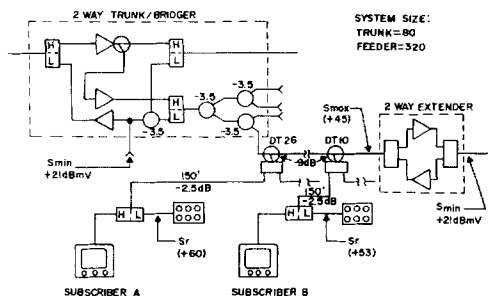 2 WAY TRUNK/BRIDGER
SYSTEM SIZE:
TRUNK=80
FEEDER=320
H
L
H
L
-3.5
-3.5
H
L
-3.5
-3.5
Smin
+21dBmV
DT26
DT10
-9dB
Smax
(+45)
2 WAY EXTENDER
Smin
+21dBmV
150'
-2.5dB
150'
-2.5dB
H L
Sr
(+60)
H L
Sr
(+53)
SUBSCRIBER A
SUBSCRIBER B